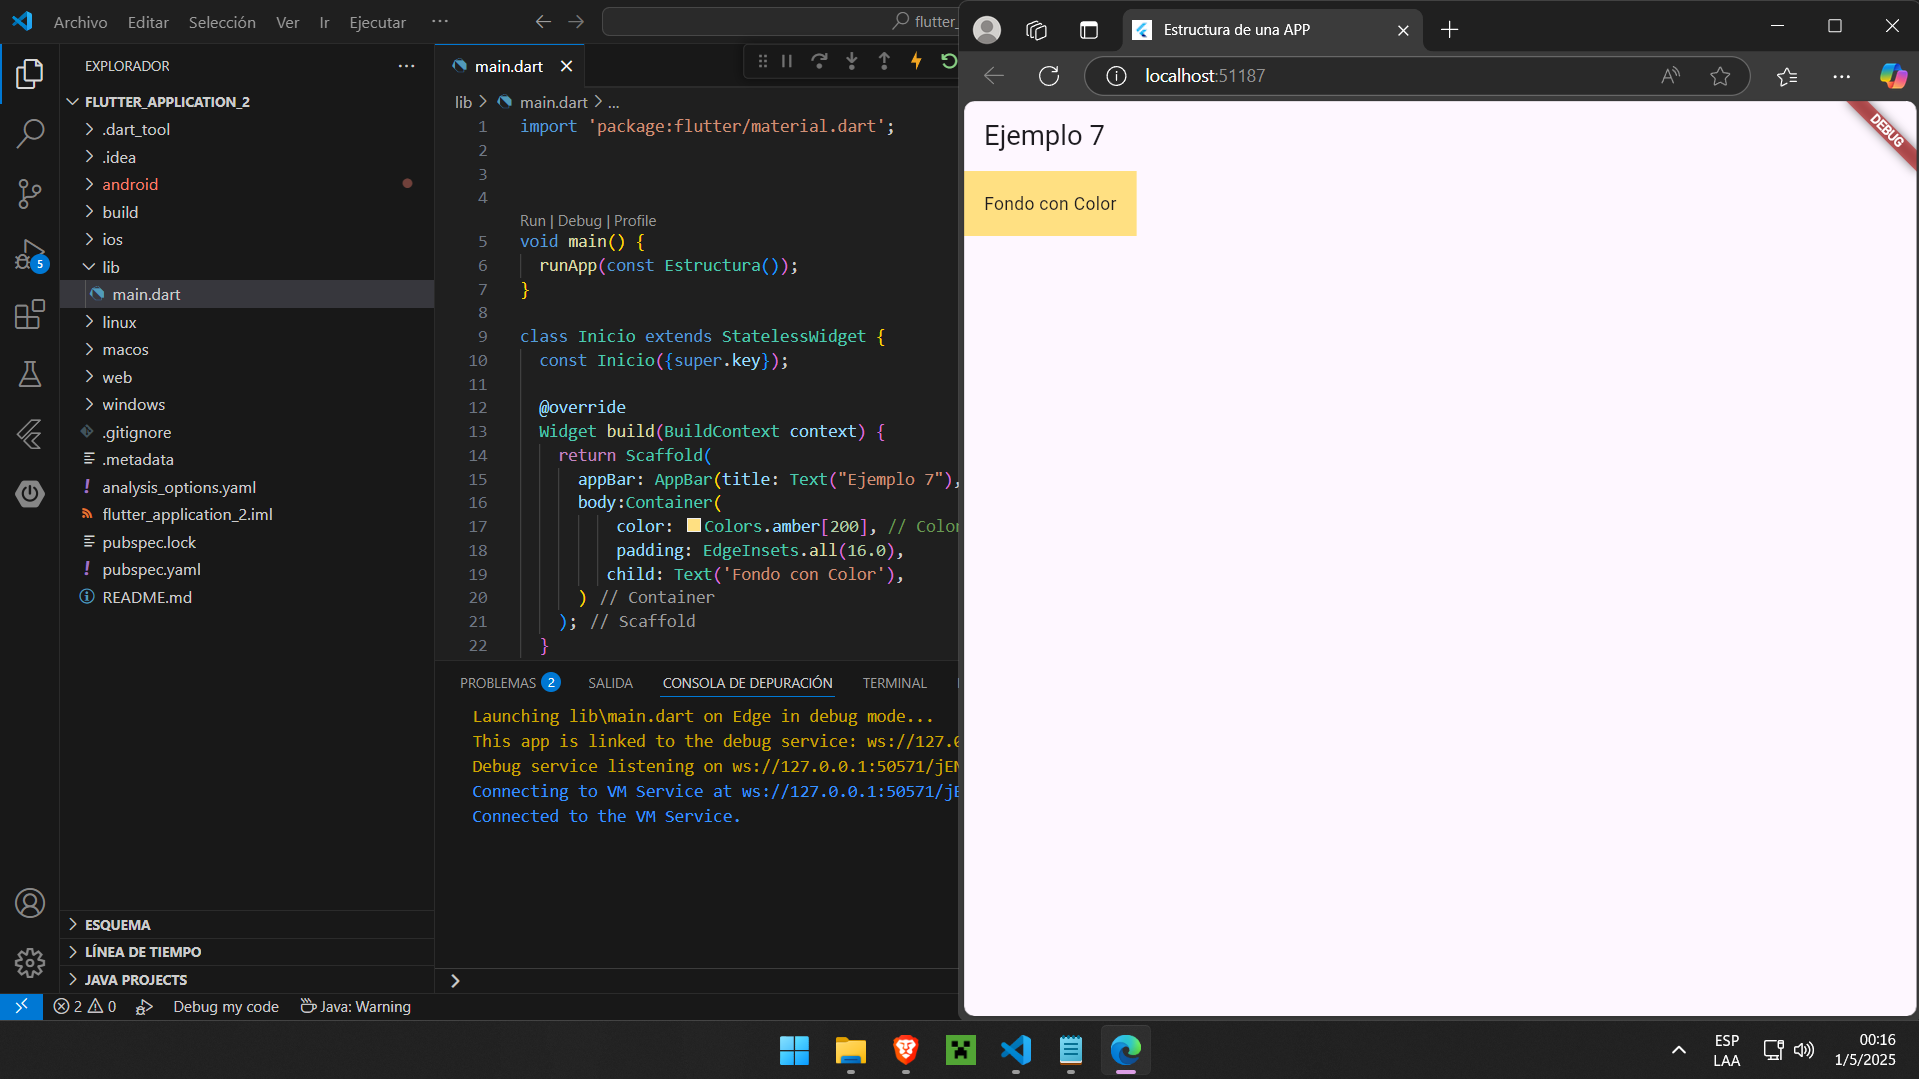 Archivo Editar Selección Ver Ir Ejecutar ··· flutter_
EXPLORADOR
FLUTTER_APPLICATION_2
.dart_tool
.idea
android
build
ios
lib
main.dart
linux
macos
web
windows
.gitignore
.metadata
analysis_options.yaml
flutter_application_2.iml
pubspec.lock
pubspec.yaml
README.md
ESQUEMA
LÍNEA DE TIEMPO
JAVA PROJECTS
5
main.dart
lib > main.dart > ...
1 import 'package:flutter/material.dart';
2
3
4
Run | Debug | Profile
5 void main() {
6 runApp(const Estructura());
7 }
8
9 class Inicio extends StatelessWidget {
10 const Inicio({super.key});
11
12 @override
13 Widget build(BuildContext context) {
14 return Scaffold(
15 appBar: AppBar(title: Text("Ejemplo 7"),
16 body:Container(
17 color: Colors.amber[200], // Color
18 padding: EdgeInsets.all(16.0),
19 child: Text('Fondo con Color'),
20 ) // Container
21 ); // Scaffold
22 }
PROBLEMAS 2 SALIDA CONSOLA DE DEPURACIÓN TERMINAL
Launching lib\main.dart on Edge in debug mode...
This app is linked to the debug service: ws://127.0
Debug service listening on ws://127.0.0.1:50571/jEM
Connecting to VM Service at ws://127.0.0.1:50571/jE
Connected to the VM Service.
2 0 Debug my code Java: Warning
Estructura de una APP
localhost:51187
Ejemplo 7
DEBUG
Fondo con Color
ESP
LAA
00:16
1/5/2025